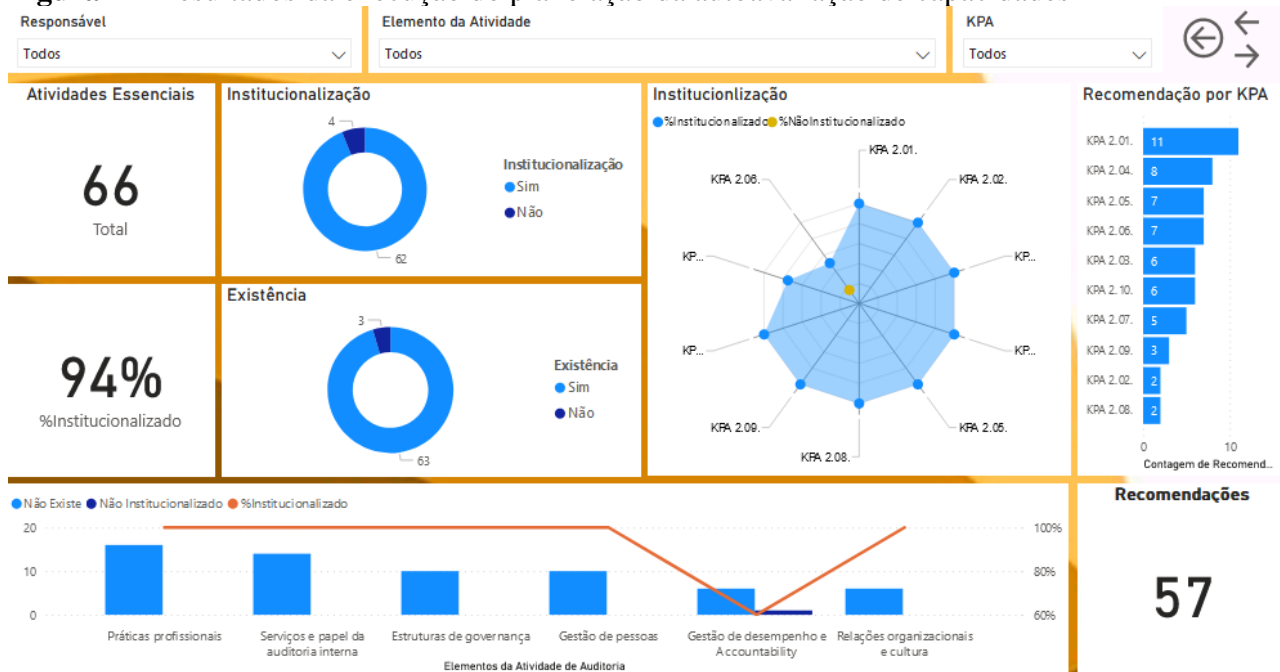 Responsável
Elemento da Atividade
KPA
Todos
Todos
Todos
Atividades Essenciais
66
Total
94%
%Institucionalizado
Institucionalização
4
62
Institucionalização
Sim
Não
Existência
3
63
Existência
Sim
Não
Institucionlização
%Institucionalizado
%NãoInstitucionalizado
KPA 2.01.
KPA 2.02.
KP...
KP...
KPA 2.05.
KPA 2.08.
KPA 2.09.
KP...
KP...
KPA 2.06.
Recomendação por KPA
KPA 2.01. 11
KPA 2.04. 8
KPA 2.05. 7
KPA 2.06. 7
KPA 2.03. 6
KPA 2.10. 6
KPA 2.07. 5
KPA 2.09. 3
KPA 2.02. 2
KPA 2.08. 2
0 10
Contagem de Recomend...
Não Existe Não Institucionalizado %Institucionalizado
20 100%
10 80%
0 60%
Práticas profissionais
Serviços e papel da
auditoria interna
Estruturas de governança
Gestão de pessoas
Gestão de desempenho e
Accountability
Relações organizacionais
e cultura
Elementos da Atividade de Auditoria
Recomendações
57